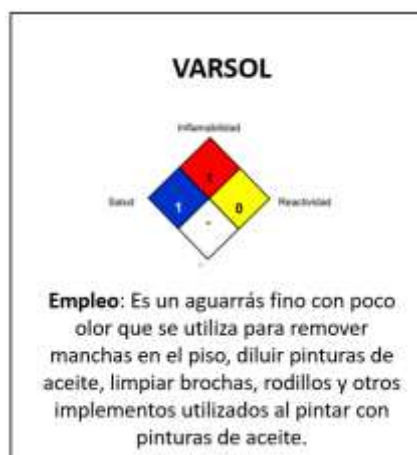 VARSOL
Inflamabilidad
Salud
1
0
Reactividad
-
Empleo: Es un aguarrás fino con poco
olor que se utiliza para remover
manchas en el piso, diluir pinturas de
aceite, limpiar brochas, rodillos y otros
implementos utilizados al pintar con
pinturas de aceite.